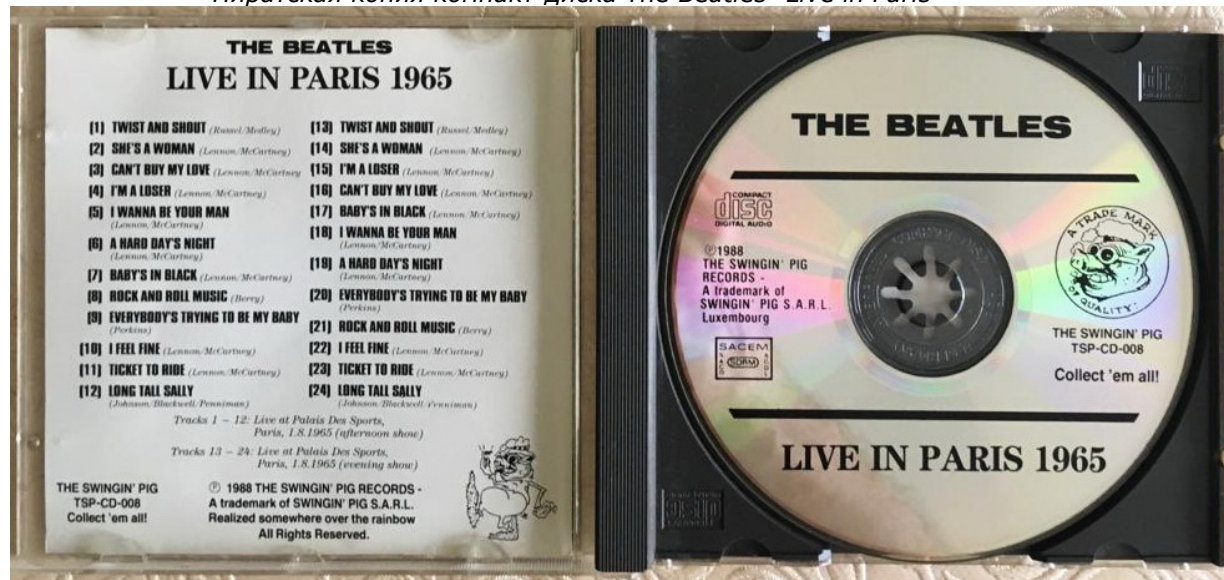 Пиратская копия компакт-диска The Beatles "Live in Paris"
THE BEATLES
LIVE IN PARIS 1965
[1] TWIST AND SHOUT (Russel/Medley)
[2] SHE'S A WOMAN (Lennon/McCartney)
[3] CAN'T BUY MY LOVE (Lennon/McCartney
[4] I'M A LOSER (Lennon/McCartney)
[5] I WANNA BE YOUR MAN
(Lennon/McCartney)
[6] A HARD DAY'S NIGHT
(Lennon/McCartney)
[7] BABY'S IN BLACK (Lennon/McCartney)
[8] ROCK AND ROLL MUSIC (Berry)
[9] EVERYBODY'S TRYING TO BE MY BABY
(Perkins)
[10] I FEEL FINE (Lennon/McCartney)
[11] TICKET TO RIDE (Lennon/McCartney)
[12] LONG TALL SALLY
(Johnson/Blackwell/Penniman)
[13] TWIST AND SHOUT (Russel/Medley)
[14] SHE'S A WOMAN (Lennon/McCartney)
[15] I'M A LOSER (Lennon/McCartney)
[16] CAN'T BUY MY LOVE (Lennon/McCartney)
[17] BABY'S IN BLACK (Lennon/McCartney)
[18] I WANNA BE YOUR MAN
(Lennon/McCartney)
[19] A HARD DAY'S NIGHT
(Lennon/McCartney)
[20] EVERYBODY'S TRYING TO BE MY BABY
(Perkins)
[21] ROCK AND ROLL MUSIC (Berry)
[22] I FEEL FINE (Lennon/McCartney)
[23] TICKET TO RIDE (Lennon/McCartney)
[24] LONG TALL SALLY
(Johnson/Blackwell/Penniman)
Tracks 1 – 12: Live at Palais Des Sports,
Paris, 1.8.1965 (afternoon show)
Tracks 13 – 24: Live at Palais Des Sports,
Paris, 1.8.1965 (evening show)
THE SWINGIN' PIG
TSP-CD-008
Collect 'em all!
℗ 1988 THE SWINGIN' PIG RECORDS -
A trademark of SWINGIN' PIG S.A.R.L.
Realized somewhere over the rainbow
All Rights Reserved.
THE BEATLES
COMPACT
disc
DIGITAL AUDIO
℗1988
THE SWINGIN' PIG
RECORDS -
A trademark of
SWINGIN' PIG S.A.R.L.
Luxembourg
SACEM
SDRM
A TRADE MARK
OF QUALITY!
THE SWINGIN' PIG
TSP-CD-008
Collect 'em all!
LIVE IN PARIS 1965
disc